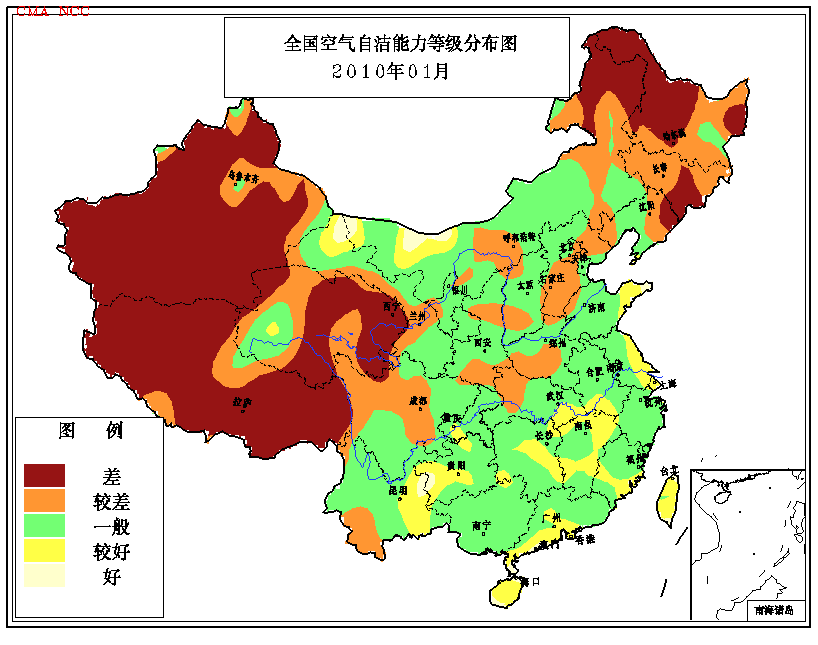 CMA NCC
全国空气自洁能力等级分布图
2010年01月
哈尔滨
长春
乌鲁木齐
沈阳
呼和浩特
北京
天津
石家庄
太原
银川
西宁
兰州
济南
西安
郑州
合肥
南京
上海
拉萨
成都
武汉
杭州
重庆
南昌
长沙
贵阳
福州
台北
昆明
南宁
广州
澳门
香港
海口
图 例
差
较差
一般
较好
好
南海诸岛